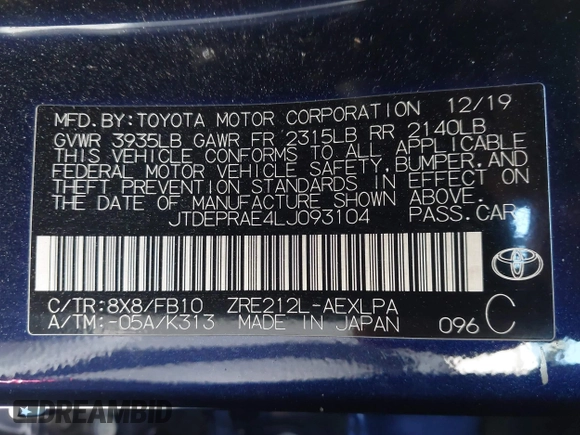 MFD.BY:TOYOTA MOTOR CORPORATION 12/19
GVWR 3935LB GAWR FR 2315LB RR 2140LB
THIS VEHICLE CONFORMS TO ALL APPLICABLE
FEDERAL MOTOR VEHICLE SAFETY, BUMPER, AND
THEFT PREVENTION STANDARDS IN EFFECT ON
THE DATE OF MANUFACTURE SHOWN ABOVE.
JTDEPRAE4LJ093104 PASS.CAR
TOYOTA
C/TR:8X8/FB10 ZRE212L-AEXLPA
A/TM:-05A/K313 MADE IN JAPAN 096 C
DREAMBID